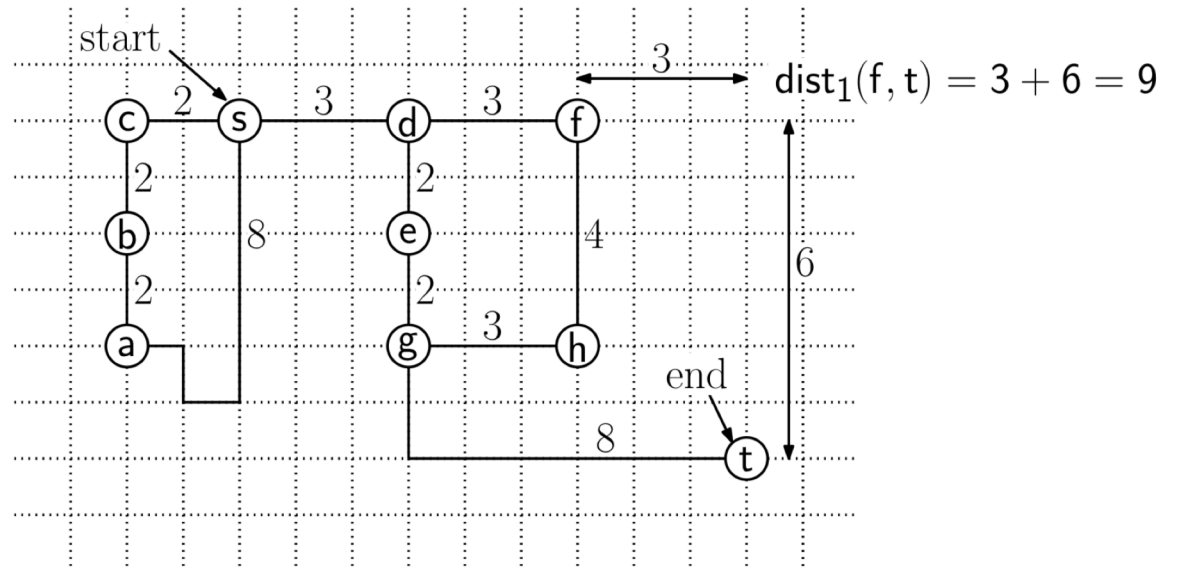 start
3
dist₁(f, t) = 3 + 6 = 9
c 2 s 3 d 3 f
2 2
b 8 e 4
6
2 2
a g 3 h
end
8
t